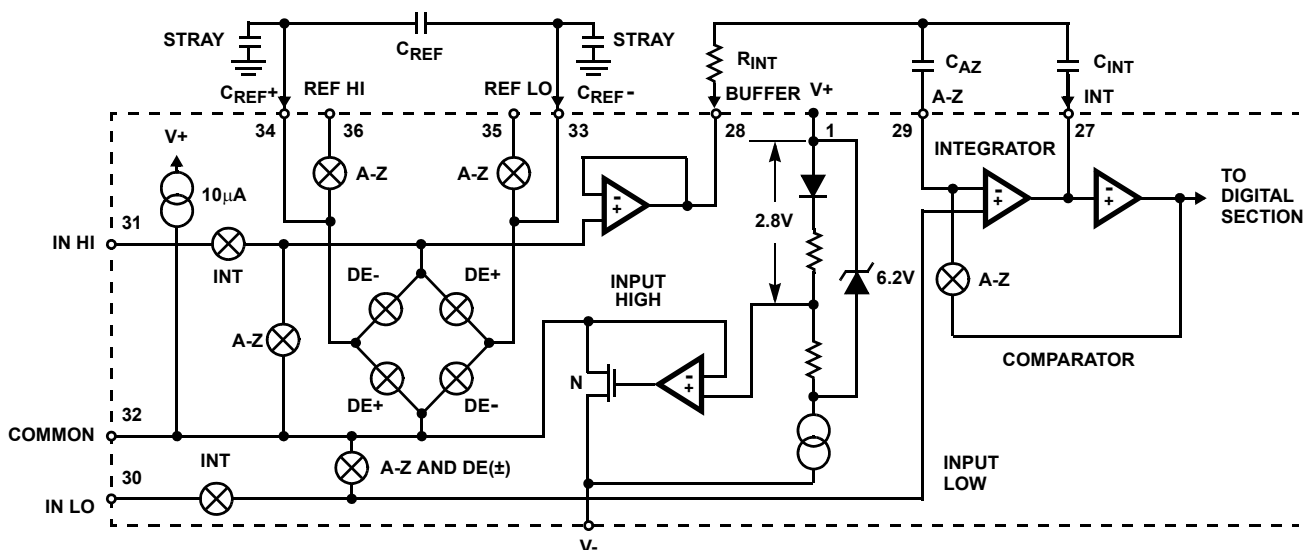 STRAY
CREF
STRAY
RINT
CAZ
CINT
CREF+
REF HI
REF LO
CREF-
BUFFER
V+
A-Z
INT
34
36
35
33
28
1
29
27
V+
10µA
A-Z
A-Z
INTEGRATOR
TO
DIGITAL
SECTION
31
IN HI
INT
2.8V
-
+
-
+
-
+
DE-
DE+
INPUT
HIGH
6.2V
A-Z
A-Z
N
-
+
COMPARATOR
DE+
DE-
32
COMMON
INT
A-Z AND DE(±)
INPUT
LOW
30
IN LO
V-